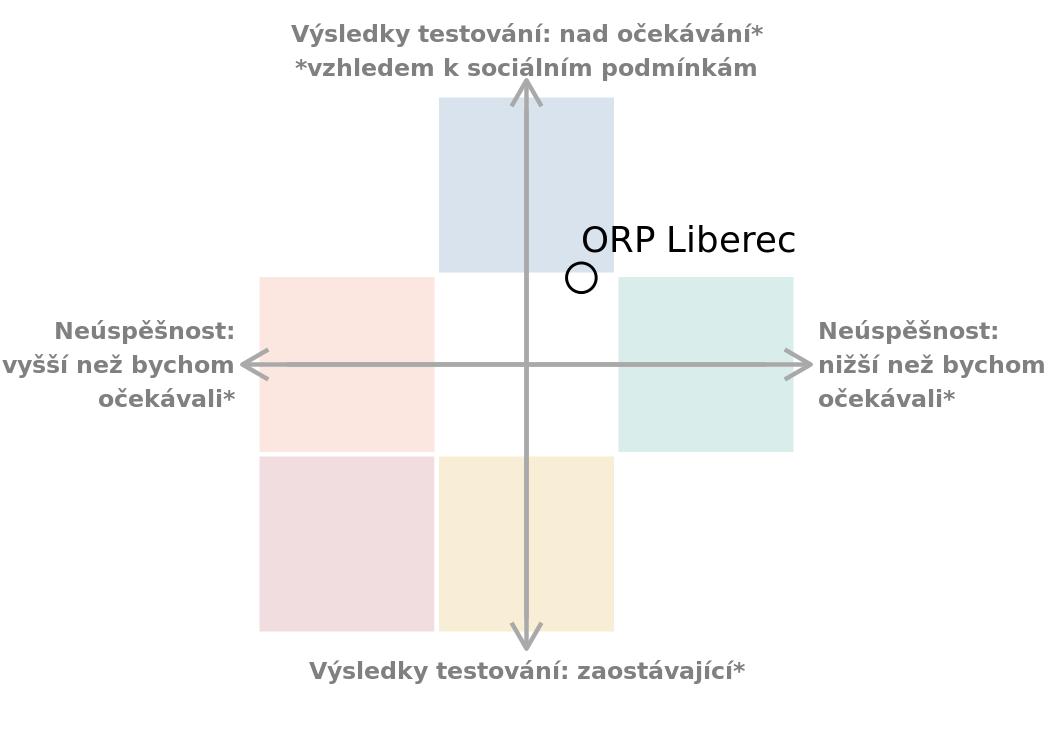 Výsledky testování: nad očekávání*
*vzhledem k sociálním podmínkám
ORP Liberec
Neúspěšnost:
vyšší než bychom
očekávali*
Neúspěšnost:
nižší než bychom
očekávali*
Výsledky testování: zaostávající*